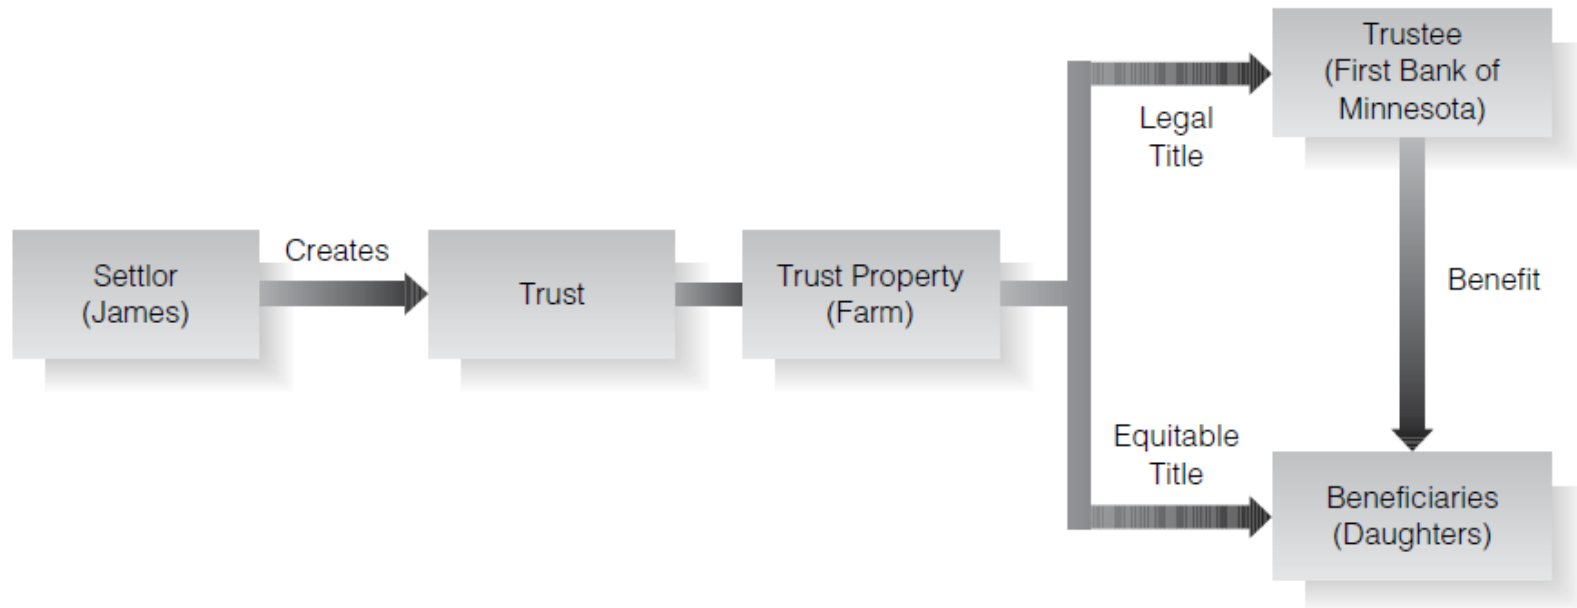 Settlor
(James)
Creates
Trust
Trust Property
(Farm)
Legal
Title
Trustee
(First Bank of
Minnesota)
Benefit
Equitable
Title
Beneficiaries
(Daughters)